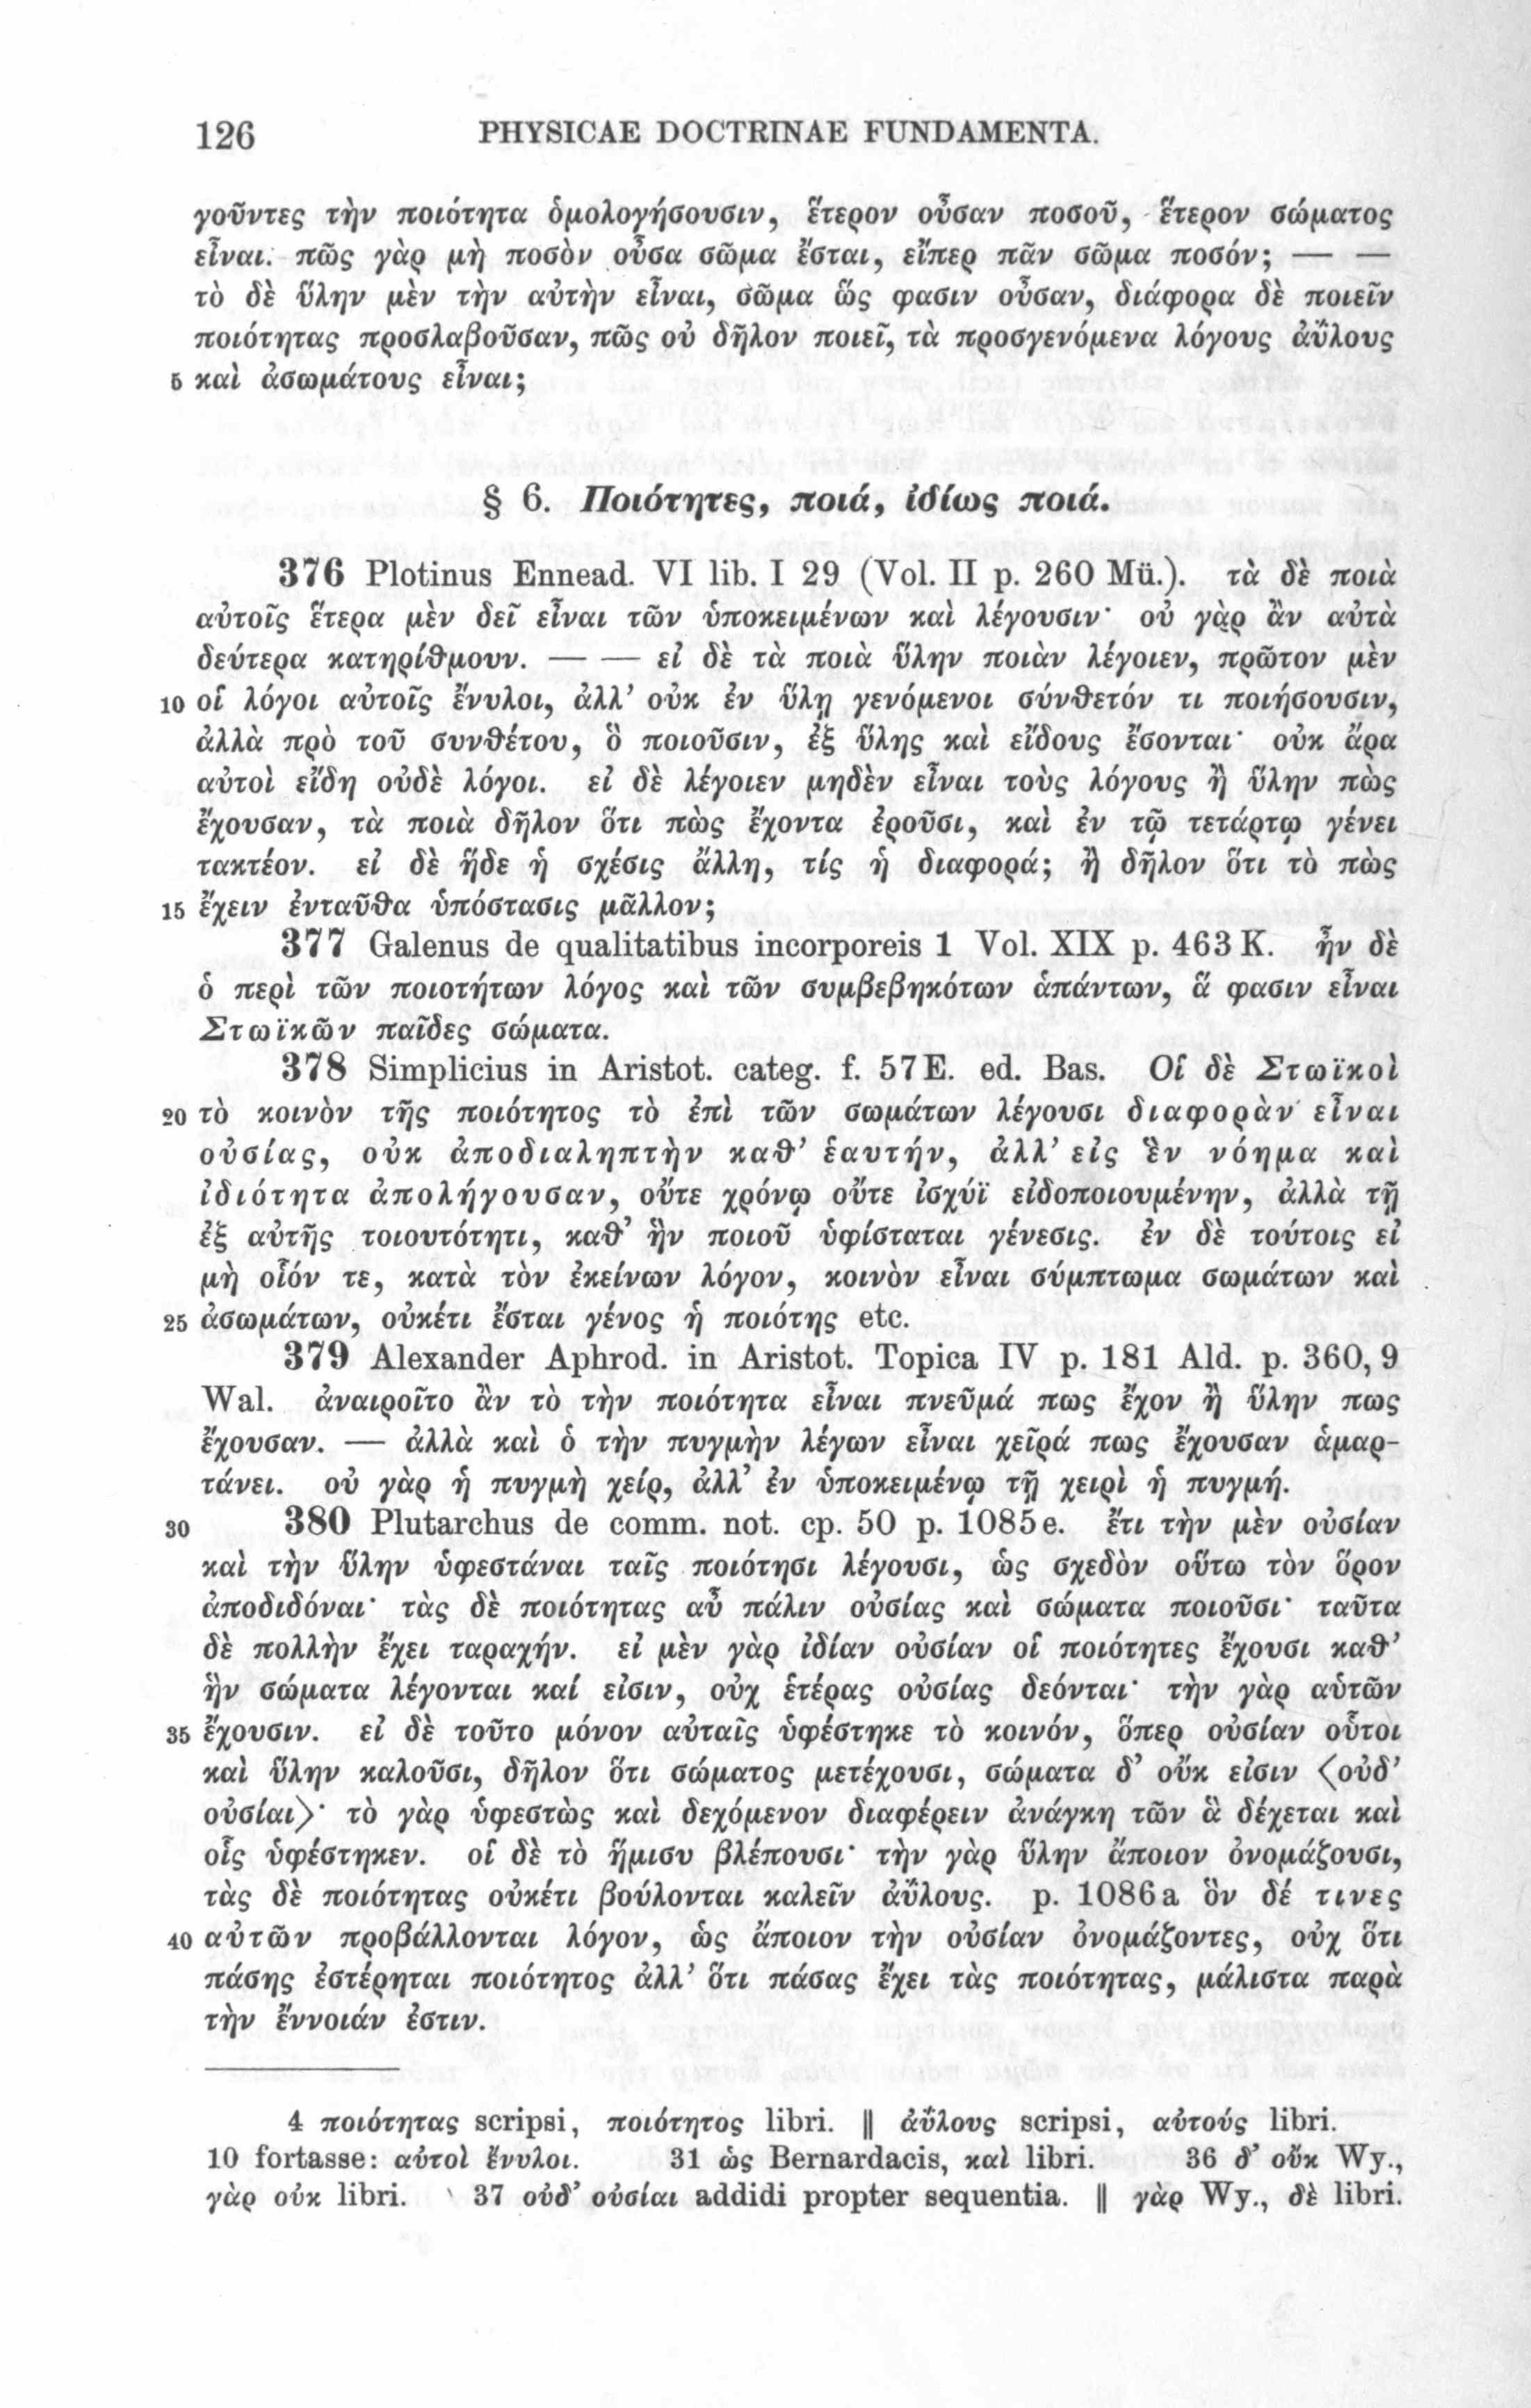 126 PHYSICAE DOCTRINAE FUNDAMENTA.
γοῦντες τὴν ποιότητα ὁμολογήσουσιν, ἕτερον οὖσαν ποσοῦ, ἕτερον σώματος
εἶναι. πῶς γὰρ μὴ ποσὸν οὖσα σῶμα ἔσται, εἴπερ πᾶν σῶμα ποσόν; — —
τὸ δὲ ὕλην μὲν τὴν αὐτὴν εἶναι, σῶμα ὥς φασιν οὖσαν, διάφορα δὲ ποιεῖν
ποιότητας προσλαβοῦσαν, πῶς οὐ δῆλον ποιεῖ, τὰ προσγενόμενα λόγους ἀΰλους
5 καὶ ἀσωμάτους εἶναι;
§ 6. Ποιότητες, ποιά, ἰδίως ποιά.
376 Plotinus Ennead. VI lib. I 29 (Vol. II p. 260 Mü.). τὰ δὲ ποιὰ
αὐτοῖς ἕτερα μὲν δεῖ εἶναι τῶν ὑποκειμένων καὶ λέγουσιν· οὐ γὰρ ἂν αὐτὰ
δεύτερα κατηρίθμουν. — — εἰ δὲ τὰ ποιὰ ὕλην ποιὰν λέγοιεν, πρῶτον μὲν
10 οἱ λόγοι αὐτοῖς ἔνυλοι, ἀλλ’ οὐκ ἐν ὕλῃ γενόμενοι σύνθετόν τι ποιήσουσιν,
ἀλλὰ πρὸ τοῦ συνθέτου, ὃ ποιοῦσιν, ἐξ ὕλης καὶ εἴδους ἔσονται· οὐκ ἄρα
αὐτοὶ εἴδη οὐδὲ λόγοι. εἰ δὲ λέγοιεν μηδὲν εἶναι τοὺς λόγους ἢ ὕλην πὼς
ἔχουσαν, τὰ ποιὰ δῆλον ὅτι πὼς ἔχοντα ἐροῦσι, καὶ ἐν τῷ τετάρτῳ γένει
τακτέον. εἰ δὲ ἥδε ἡ σχέσις ἄλλη, τίς ἡ διαφορά; ἢ δῆλον ὅτι τὸ πὼς
15 ἔχειν ἐνταῦθα ὑπόστασις μᾶλλον;
377 Galenus de qualitatibus incorporeis 1 Vol. XIX p. 463 K. ἦν δὲ
ὁ περὶ τῶν ποιοτήτων λόγος καὶ τῶν συμβεβηκότων ἁπάντων, ἅ φασιν εἶναι
Στωϊκῶν παῖδες σώματα.
378 Simplicius in Aristot. categ. f. 57 E. ed. Bas. Οἱ δὲ Στωϊκοὶ
20 τὸ κοινὸν τῆς ποιότητος τὸ ἐπὶ τῶν σωμάτων λέγουσι διαφορὰν εἶναι
οὐσίας, οὐκ ἀποδιαληπτὴν καθ’ ἑαυτήν, ἀλλ’ εἰς ἓν νόημα καὶ
ἰδιότητα ἀπολήγουσαν, οὔτε χρόνῳ οὔτε ἰσχύϊ εἰδοποιουμένην, ἀλλὰ τῇ
ἐξ αὐτῆς τοιουτότητι, καθ’ ἣν ποιοῦ ὑφίσταται γένεσις. ἐν δὲ τούτοις εἰ
μὴ οἷόν τε, κατὰ τὸν ἐκείνων λόγον, κοινὸν εἶναι σύμπτωμα σωμάτων καὶ
25 ἀσωμάτων, οὐκέτι ἔσται γένος ἡ ποιότης etc.
379 Alexander Aphrod. in Aristot. Topica IV p. 181 Ald. p. 360, 9
Wal. ἀναιροῖτο ἂν τὸ τὴν ποιότητα εἶναι πνεῦμά πως ἔχον ἢ ὕλην πως
ἔχουσαν. — ἀλλὰ καὶ ὁ τὴν πυγμὴν λέγων εἶναι χεῖρά πως ἔχουσαν ἁμαρ-
τάνει. οὐ γὰρ ἡ πυγμὴ χείρ, ἀλλ’ ἐν ὑποκειμένῳ τῇ χειρὶ ἡ πυγμή.
30 380 Plutarchus de comm. not. cp. 50 p. 1085 e. ἔτι τὴν μὲν οὐσίαν
καὶ τὴν ὕλην ὑφεστάναι ταῖς ποιότησι λέγουσι, ὡς σχεδὸν οὕτω τὸν ὅρον
ἀποδιδόναι· τὰς δὲ ποιότητας αὖ πάλιν οὐσίας καὶ σώματα ποιοῦσι· ταῦτα
δὲ πολλὴν ἔχει ταραχήν. εἰ μὲν γὰρ ἰδίαν οὐσίαν οἱ ποιότητες ἔχουσι καθ’
ἣν σώματα λέγονται καί εἰσιν, οὐχ ἑτέρας οὐσίας δεόνται· τὴν γὰρ αὑτῶν
35 ἔχουσιν. εἰ δὲ τοῦτο μόνον αὐταῖς ὑφέστηκε τὸ κοινόν, ὅπερ οὐσίαν οὗτοι
καὶ ὕλην καλοῦσι, δῆλον ὅτι σώματος μετέχουσι, σώματα δ’ οὔκ εἰσιν ⟨οὐδ’
οὐσίαι⟩· τὸ γὰρ ὑφεστὼς καὶ δεχόμενον διαφέρειν ἀνάγκη τῶν ἃ δέχεται καὶ
οἷς ὑφέστηκεν. οἱ δὲ τὸ ἥμισυ βλέπουσι· τὴν γὰρ ὕλην ἄποιον ὀνομάζουσι,
τὰς δὲ ποιότητας οὐκέτι βούλονται καλεῖν ἀΰλους. p. 1086 a ὃν δέ τινες
40 αὐτῶν προβάλλονται λόγον, ὡς ἄποιον τὴν οὐσίαν ὀνομάζοντες, οὐχ ὅτι
πάσης ἐστέρηται ποιότητος ἀλλ’ ὅτι πάσας ἔχει τὰς ποιότητας, μάλιστα παρὰ
τὴν ἔννοιάν ἐστιν.
4 ποιότητας scripsi, ποιότητος libri. || ἀΰλους scripsi, αὐτούς libri.
10 fortasse: αὐτοὶ ἔνυλοι. 31 ὡς Bernardacis, καὶ libri. 36 δ’ οὔκ Wy.,
γὰρ οὐκ libri. 37 οὐδ’ οὐσίαι addidi propter sequentia. || γὰρ Wy., δὲ libri.